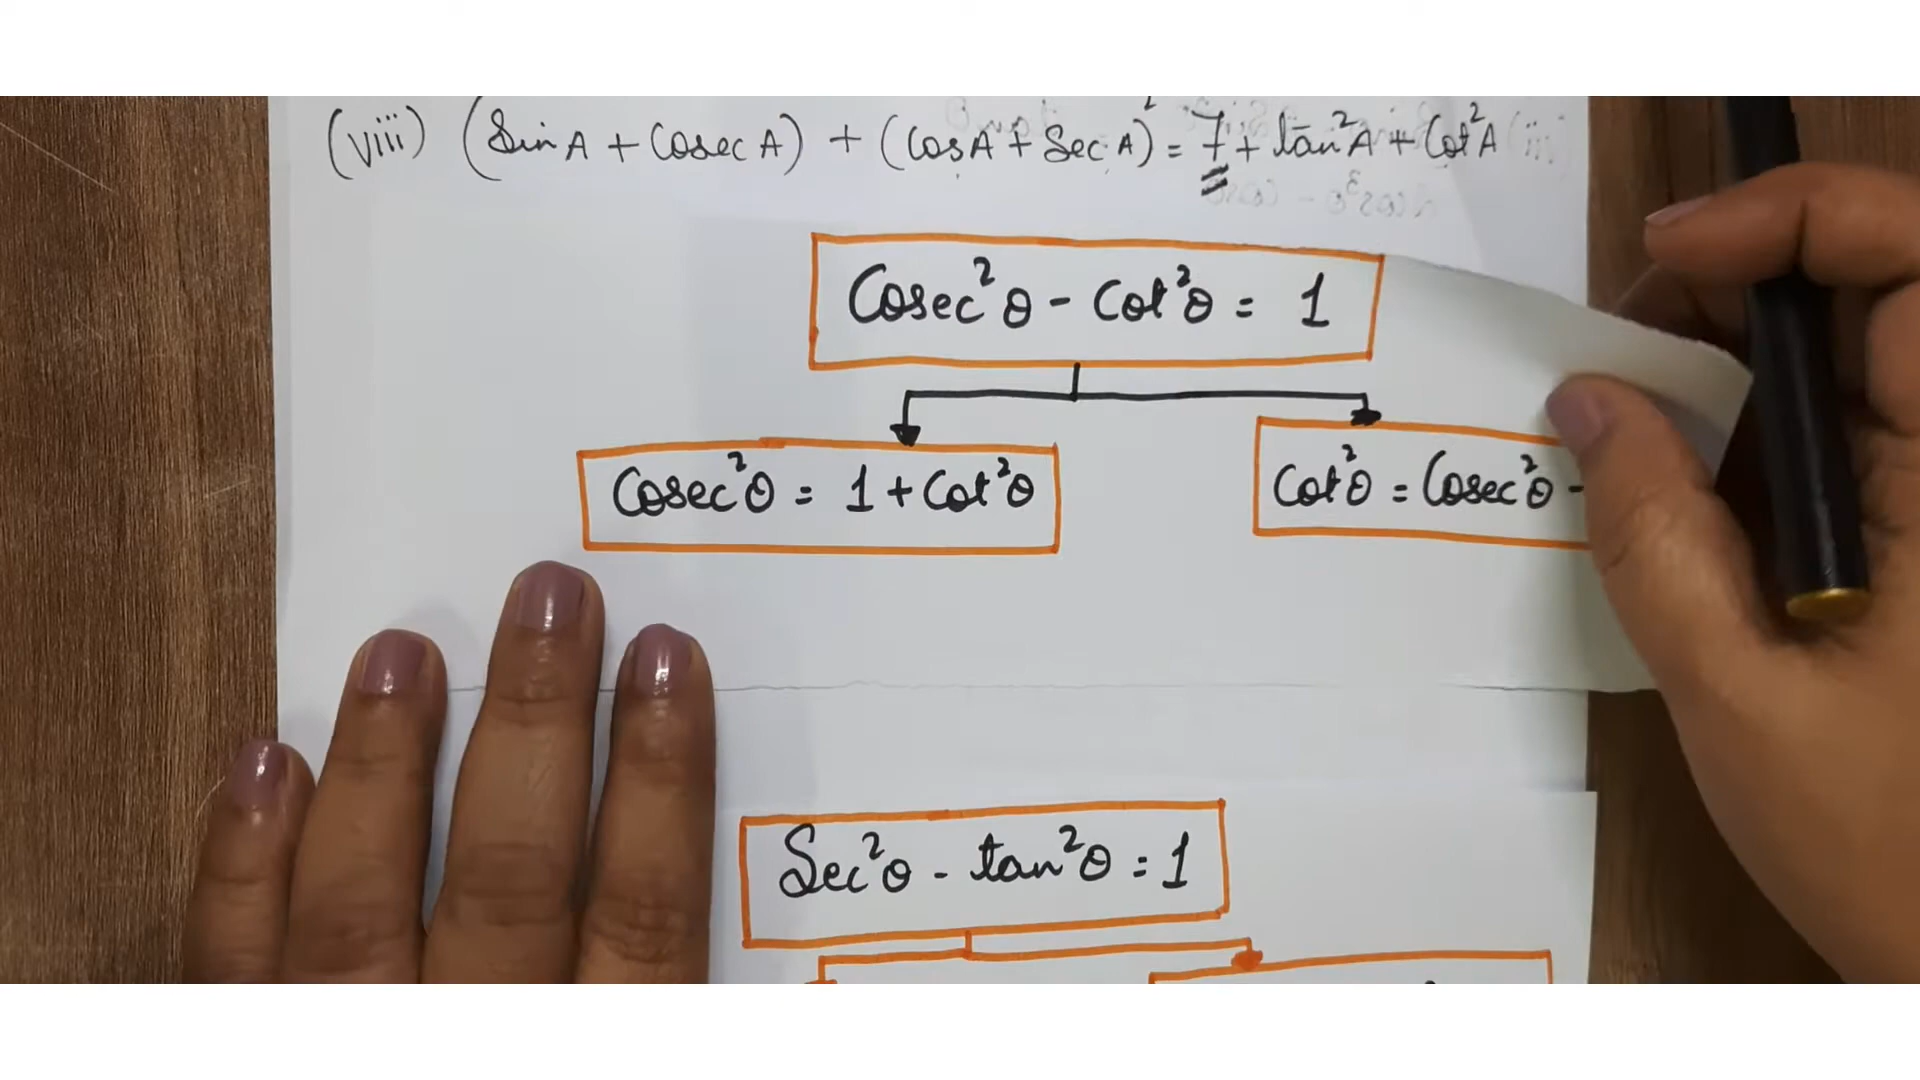 (viii) (Sin A + Cosec A) + (Cos A + Sec A)² = 7 + tan²A + Cot²A
Cosec²θ - Cot²θ = 1
Cosec²θ = 1 + Cot²θ
Cot²θ = Cosec²θ -
Sec²θ - tan²θ = 1